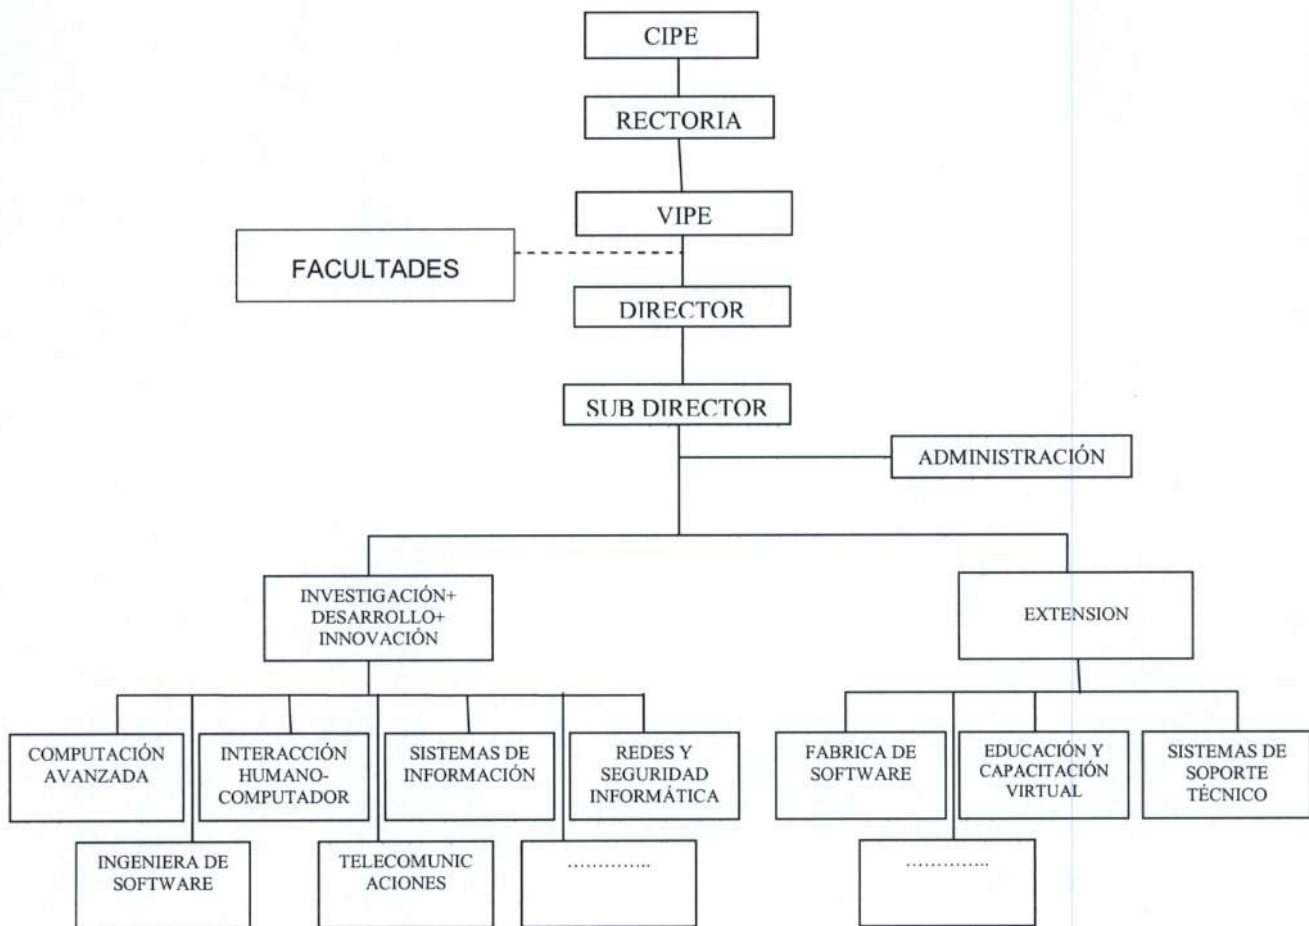 CIPE
RECTORIA
VIPE
FACULTADES
DIRECTOR
SUB DIRECTOR
ADMINISTRACIÓN
INVESTIGACIÓN+
DESARROLLO+
INNOVACIÓN
EXTENSION
COMPUTACIÓN
AVANZADA
INTERACCIÓN
HUMANO-
COMPUTADOR
SISTEMAS DE
INFORMACIÓN
REDES Y
SEGURIDAD
INFORMÁTICA
FABRICA DE
SOFTWARE
EDUCACIÓN Y
CAPACITACIÓN
VIRTUAL
SISTEMAS DE
SOPORTE
TÉCNICO
INGENIERA DE
SOFTWARE
TELECOMUNIC
ACIONES
…………..
…………..